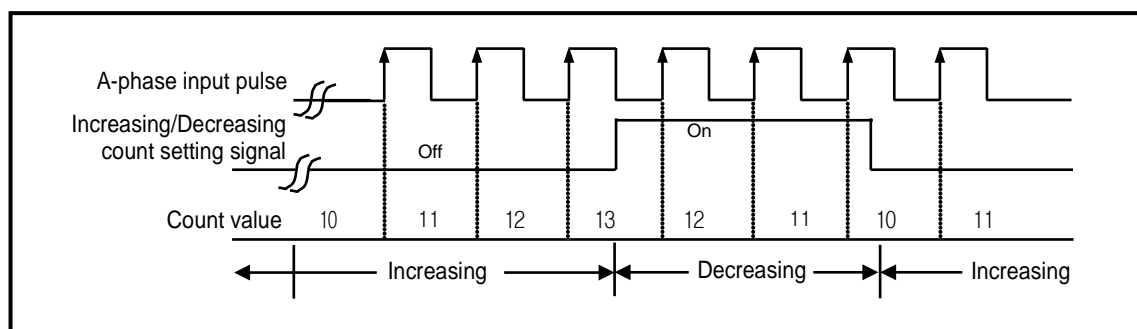 A-phase input pulse
Increasing/Decreasing
count setting signal
On
Off
Count value
10 11 12 13 12 11 10 11
Increasing Decreasing Increasing